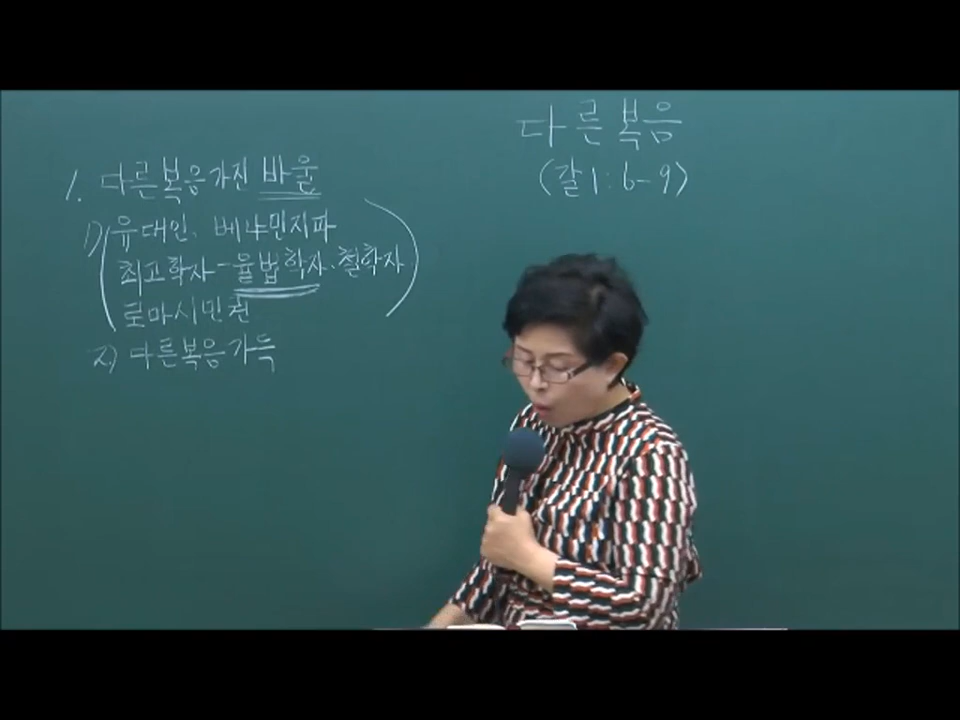 다른복음
(갈1:6-9)
1. 다른복음가진 바울
1) 유대인, 베냐민지파
최고학자-율법학자.철학자
로마시민권
2) 다른복음가득